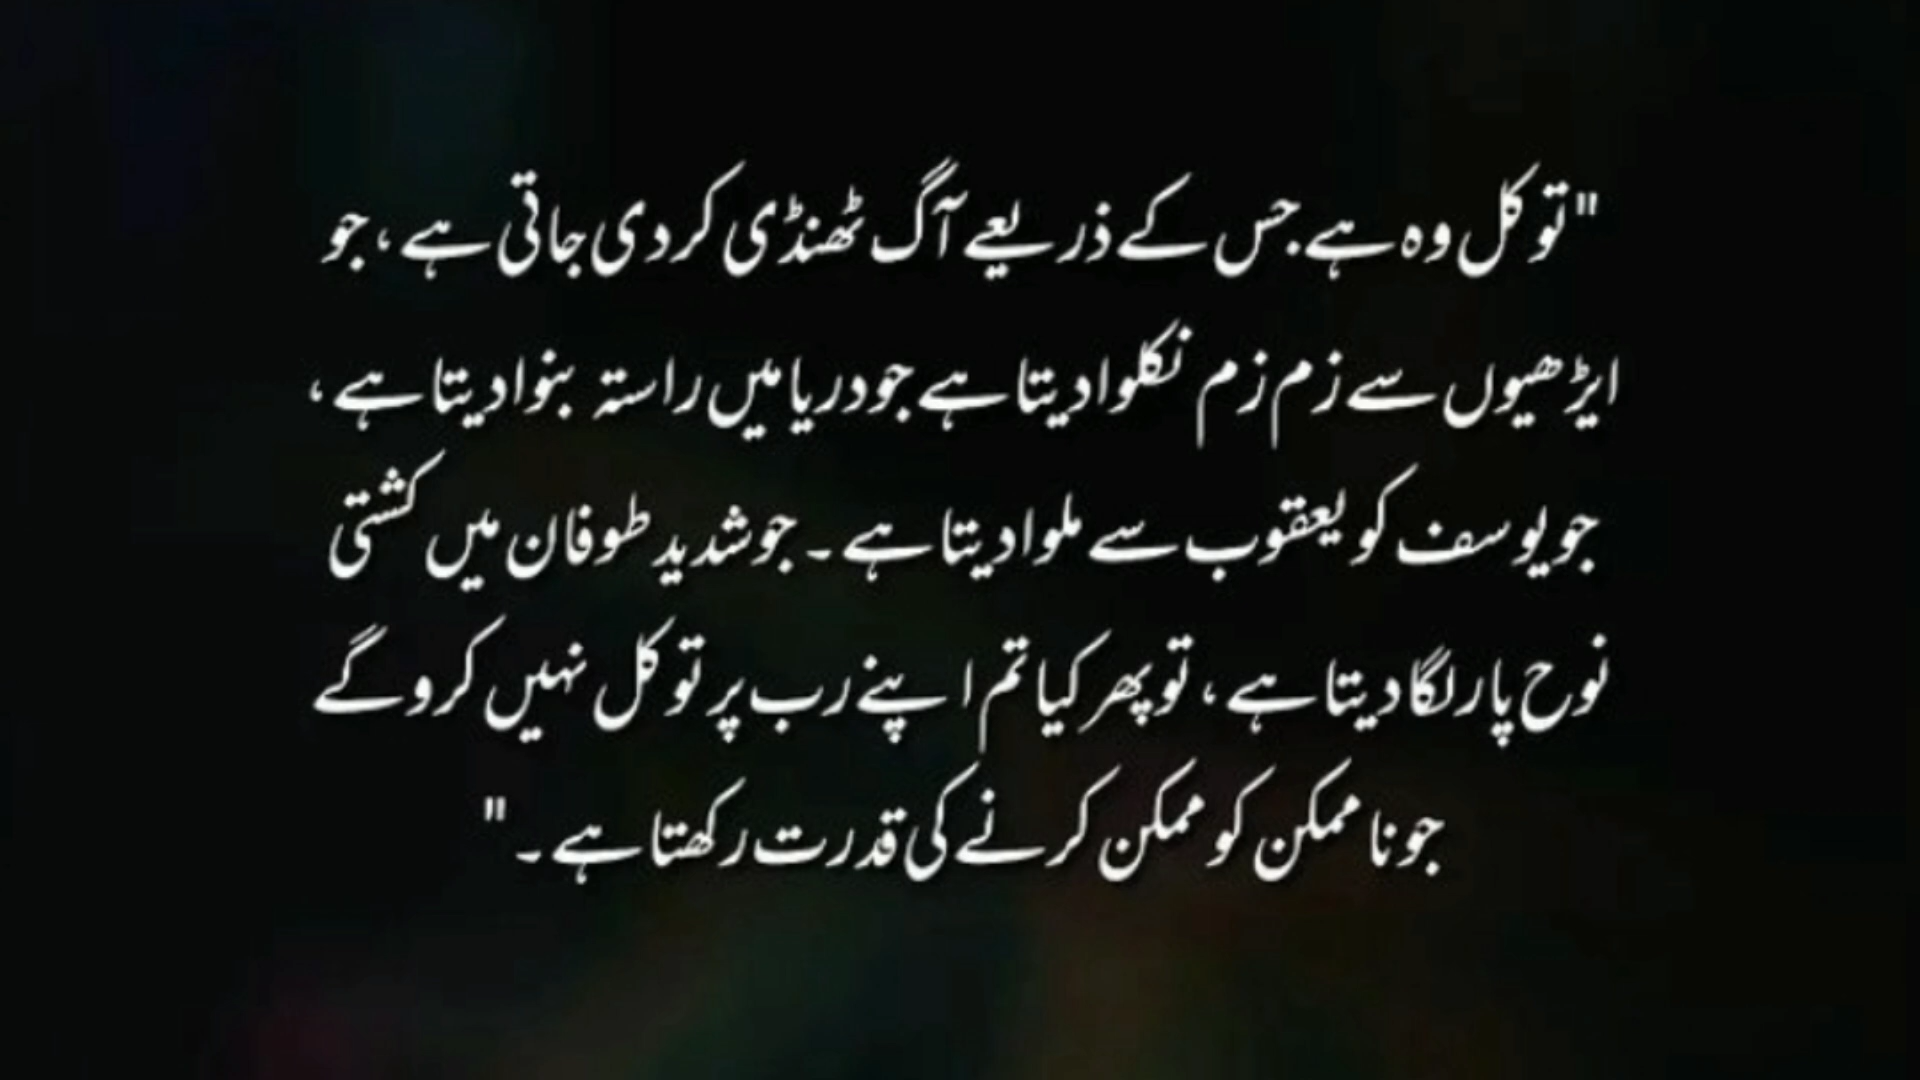 "توکل وہ ہے.جس کے ذریعے آگ ٹھنڈی کر دی جاتی ہے ، جو
ایڑھیوں سے زم زم نکلوا دیتا ہے جو دریا میں راستہ بنوا دیتا ہے ،
جو یوسف کو یعقوب سے ملوا دیتا ہے ۔ جو شدید طوفان میں کشتی
نوح پار لگا دیتا ہے ، تو پھر کیا تم اپنے رب پر توکل نہیں کرو گے
جو نا ممکن کو ممکن کرنے کی قدرت رکھتا ہے ۔"